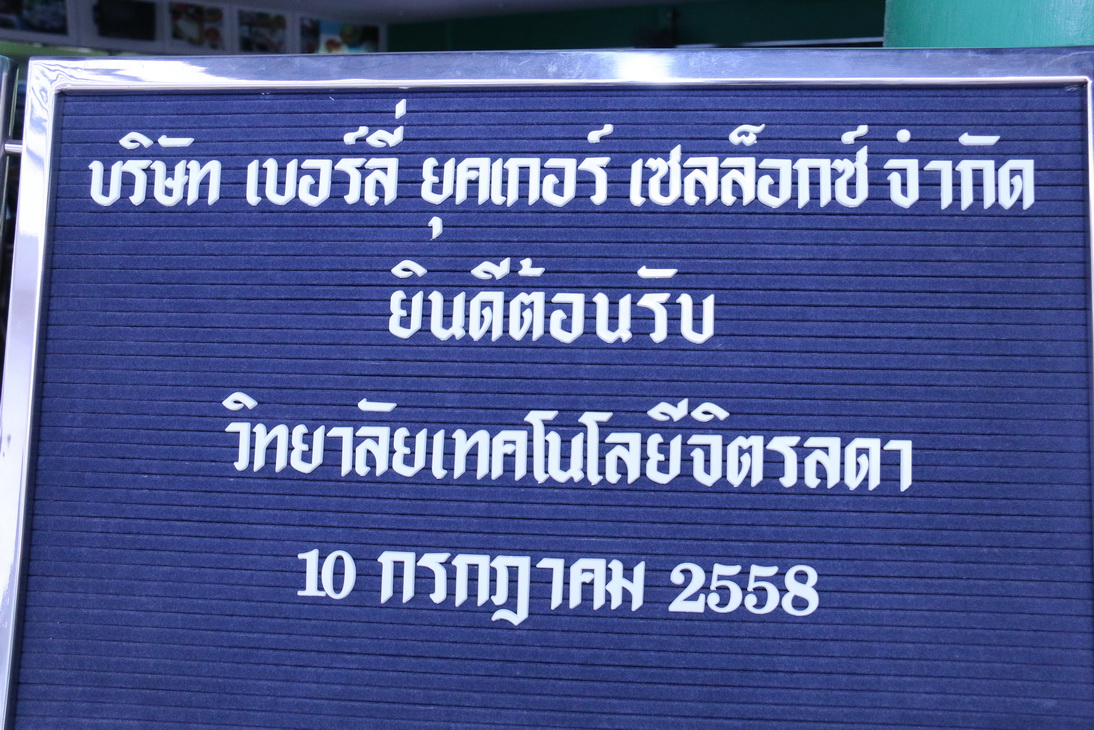 บริษัท เบอร์ลี่ ยุคเกอร์ เซลล็อกซ์ จำกัด
ยินดีต้อนรับ
วิทยาลัยเทคโนโลยีจิตรลดา
10 กรกฎาคม 2558